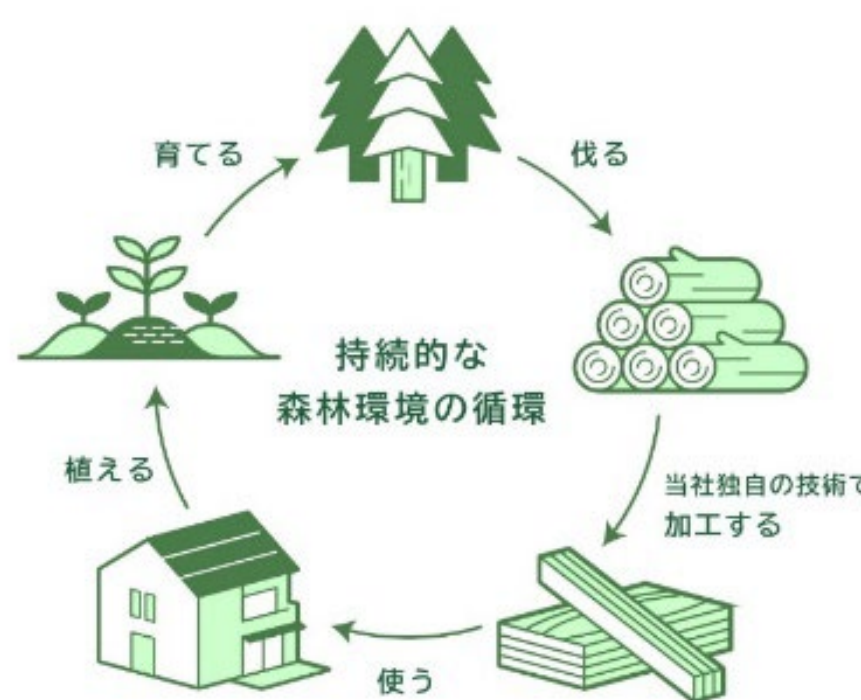 育てる
伐る
持続的な
森林環境の循環
植える
当社独自の技術で
加工する
使う